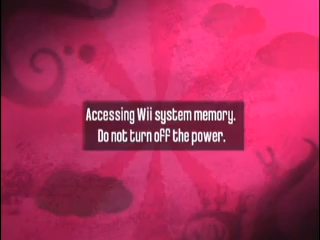 Accessing Wii system memory.
Do not turn off the power.